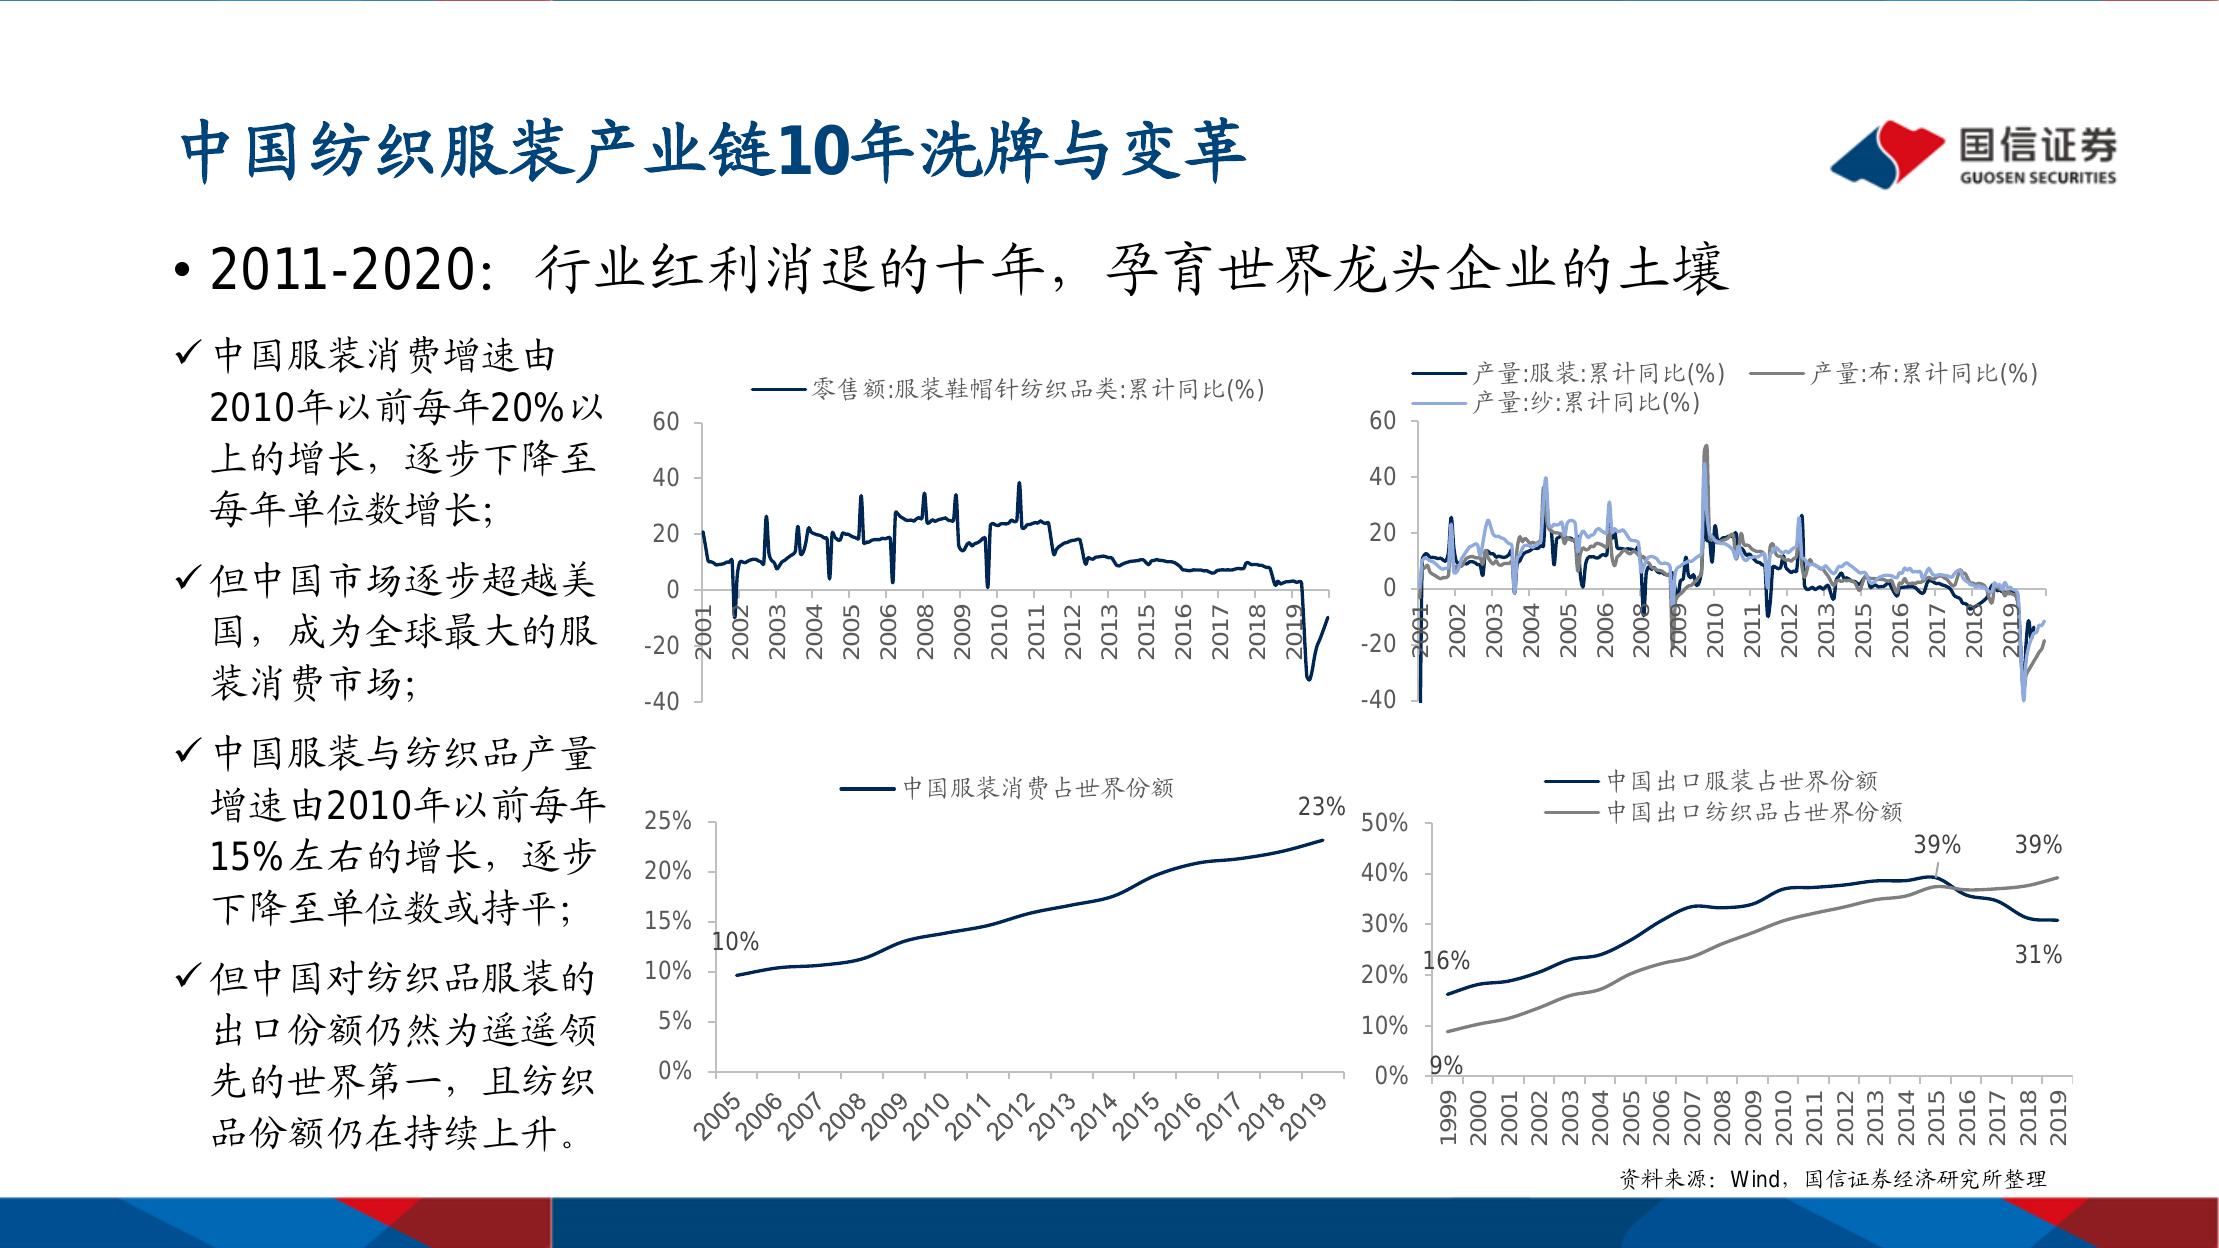 中国纺织服装产业链10年洗牌与变革
国信证券
GUOSEN SECURITIES
• 2011-2020：行业红利消退的十年，孕育世界龙头企业的土壤
✓ 中国服装消费增速由
2010年以前每年20%以
上的增长，逐步下降至
每年单位数增长；
✓ 但中国市场逐步超越美
国，成为全球最大的服
装消费市场；
✓ 中国服装与纺织品产量
增速由2010年以前每年
15%左右的增长，逐步
下降至单位数或持平；
✓ 但中国对纺织品服装的
出口份额仍然为遥遥领
先的世界第一，且纺织
品份额仍在持续上升。
零售额:服装鞋帽针纺织品类:累计同比(%)
60
40
20
0
-20
-40
2001 2002 2003 2004 2005 2006 2008 2009 2010 2011 2012 2013 2015 2016 2017 2018 2019
产量:服装:累计同比(%) 产量:布:累计同比(%)
产量:纱:累计同比(%)
60
40
20
0
-20
-40
2001 2002 2003 2004 2005 2006 2008 2009 2010 2011 2012 2013 2015 2016 2017 2018 2019
中国服装消费占世界份额
23%
25%
20%
15%
10%
10%
5%
0%
2005 2006 2007 2008 2009 2010 2011 2012 2013 2014 2015 2016 2017 2018 2019
中国出口服装占世界份额
中国出口纺织品占世界份额
50%
39% 39%
40%
30%
31%
16%
20%
10%
9%
0%
1999 2000 2001 2002 2003 2004 2005 2006 2007 2008 2009 2010 2011 2012 2013 2014 2015 2016 2017 2018 2019
资料来源：Wind，国信证券经济研究所整理